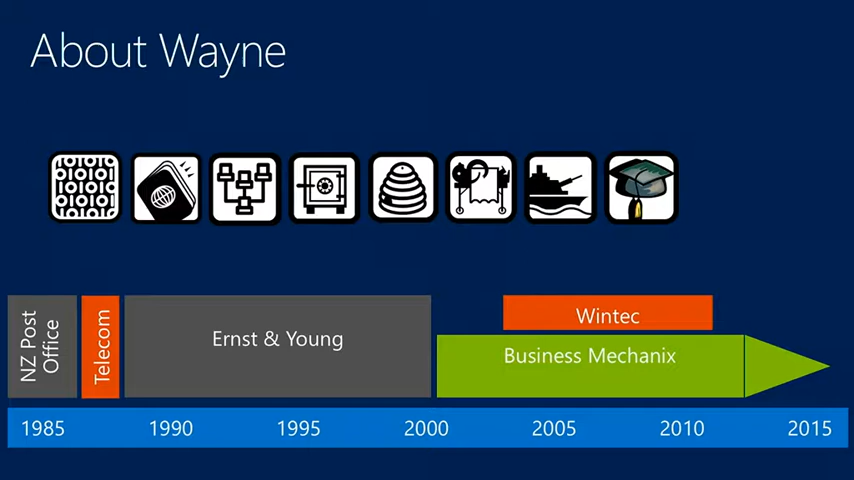 About Wayne
NZ Post
Office
Telecom
Ernst & Young
Wintec
Business Mechanix
1985 1990 1995 2000 2005 2010 2015